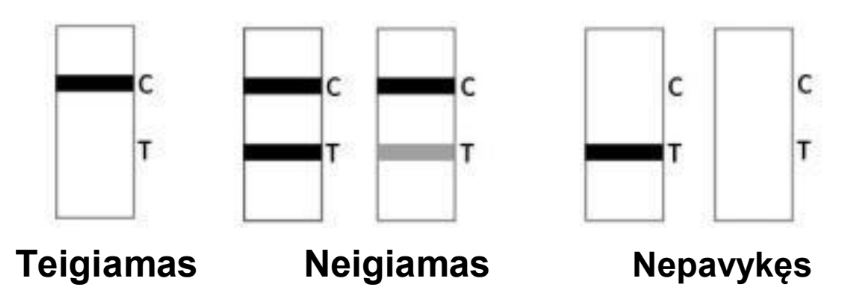 C C C C C
T T T T T
Teigiamas Neigiamas Nepavykęs